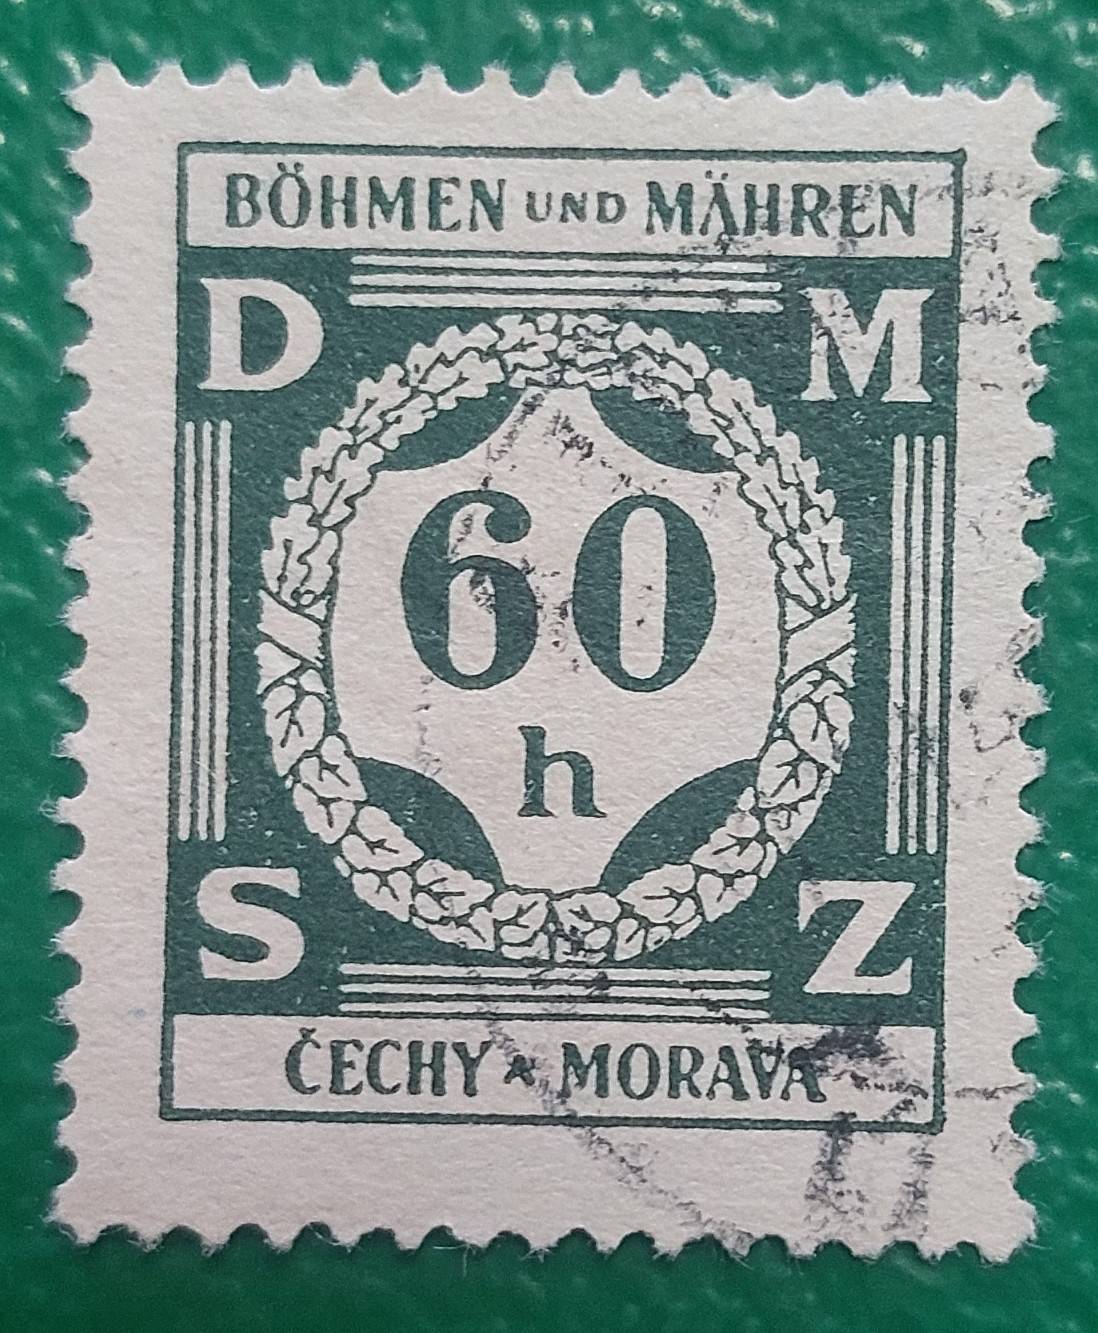 BÖHMEN UND MÄHREN
D M
60
h
S Z
ČECHY * MORAVA